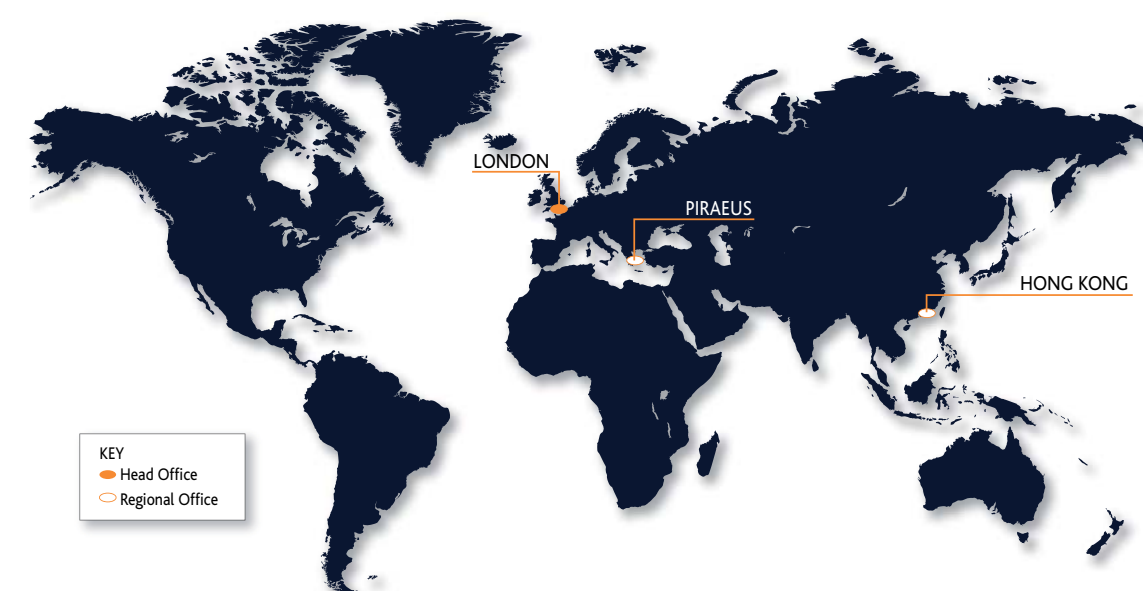 LONDON
PIRAEUS
HONG KONG
KEY
Head Office
Regional Office